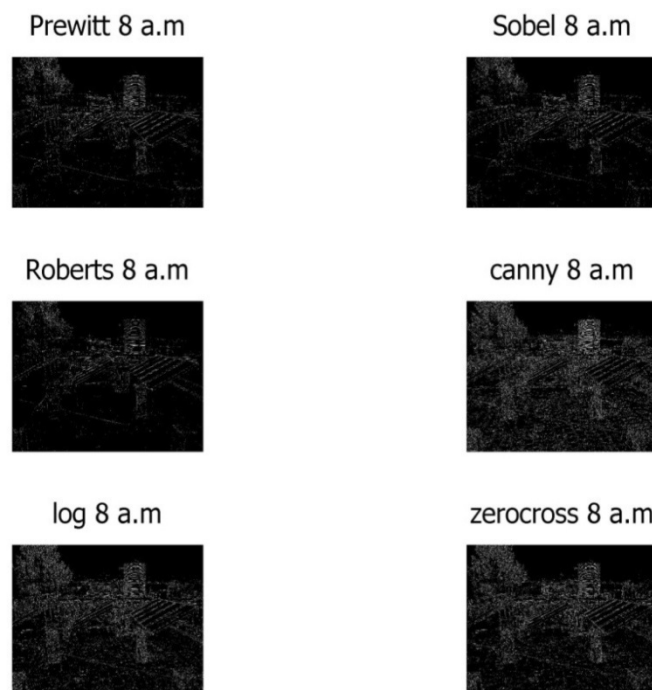 Prewitt 8 a.m
Sobel 8 a.m
Roberts 8 a.m
canny 8 a.m
log 8 a.m
zerocross 8 a.m